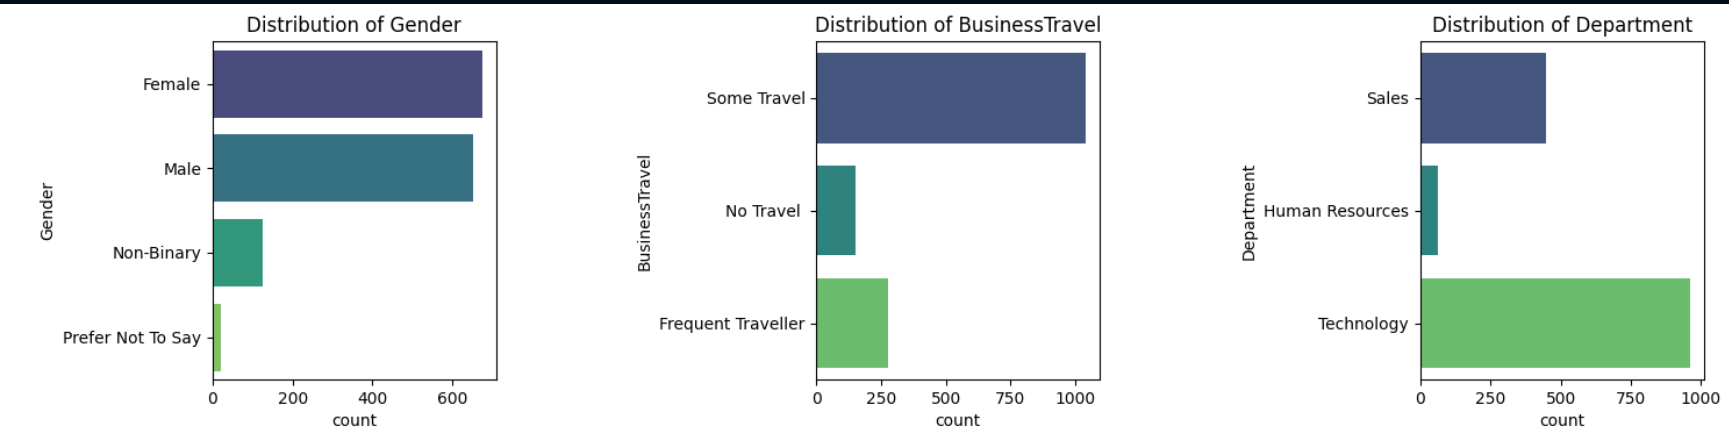 Distribution of Gender
Female
Male
Non-Binary
Prefer Not To Say
Gender
0 200 400 600
count
Distribution of BusinessTravel
Some Travel
No Travel
Frequent Traveller
BusinessTravel
0 250 500 750 1000
count
Distribution of Department
Sales
Human Resources
Technology
Department
0 250 500 750 1000
count